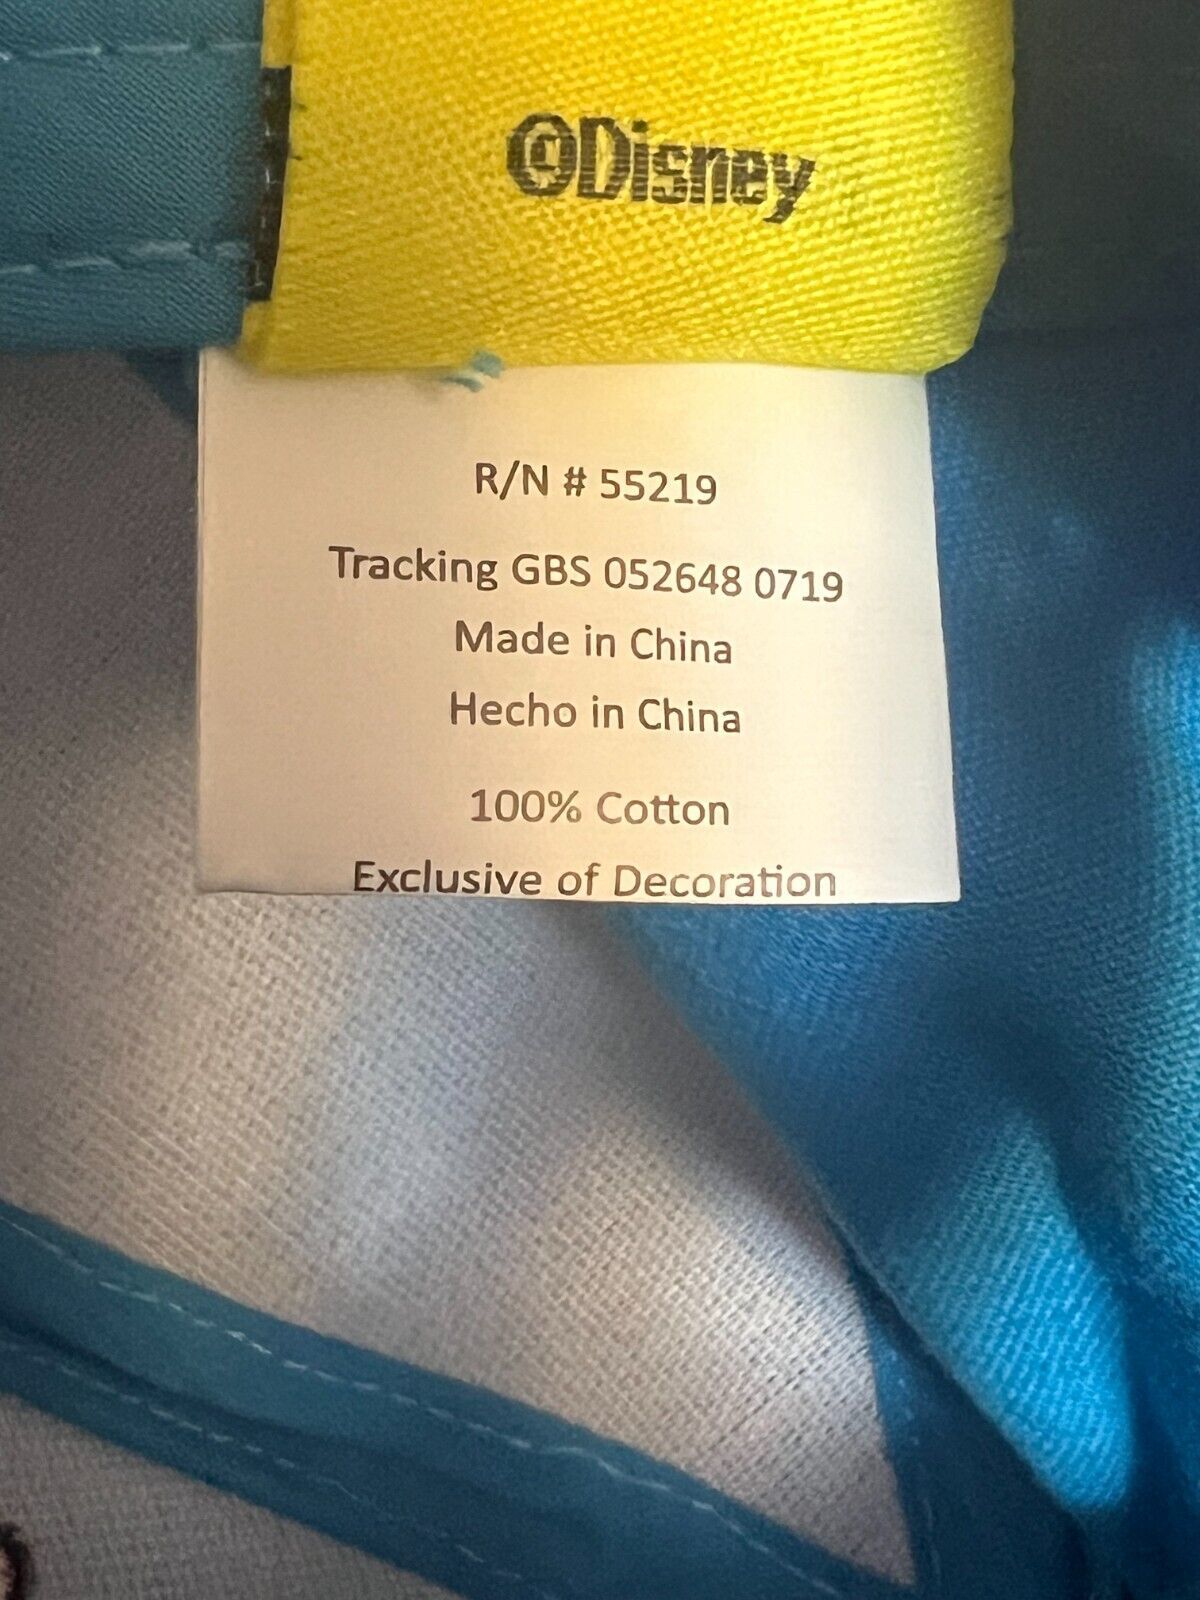 ©Disney
R/N # 55219
Tracking GBS 052648 0719
Made in China
Hecho in China
100% Cotton
Exclusive of Decoration